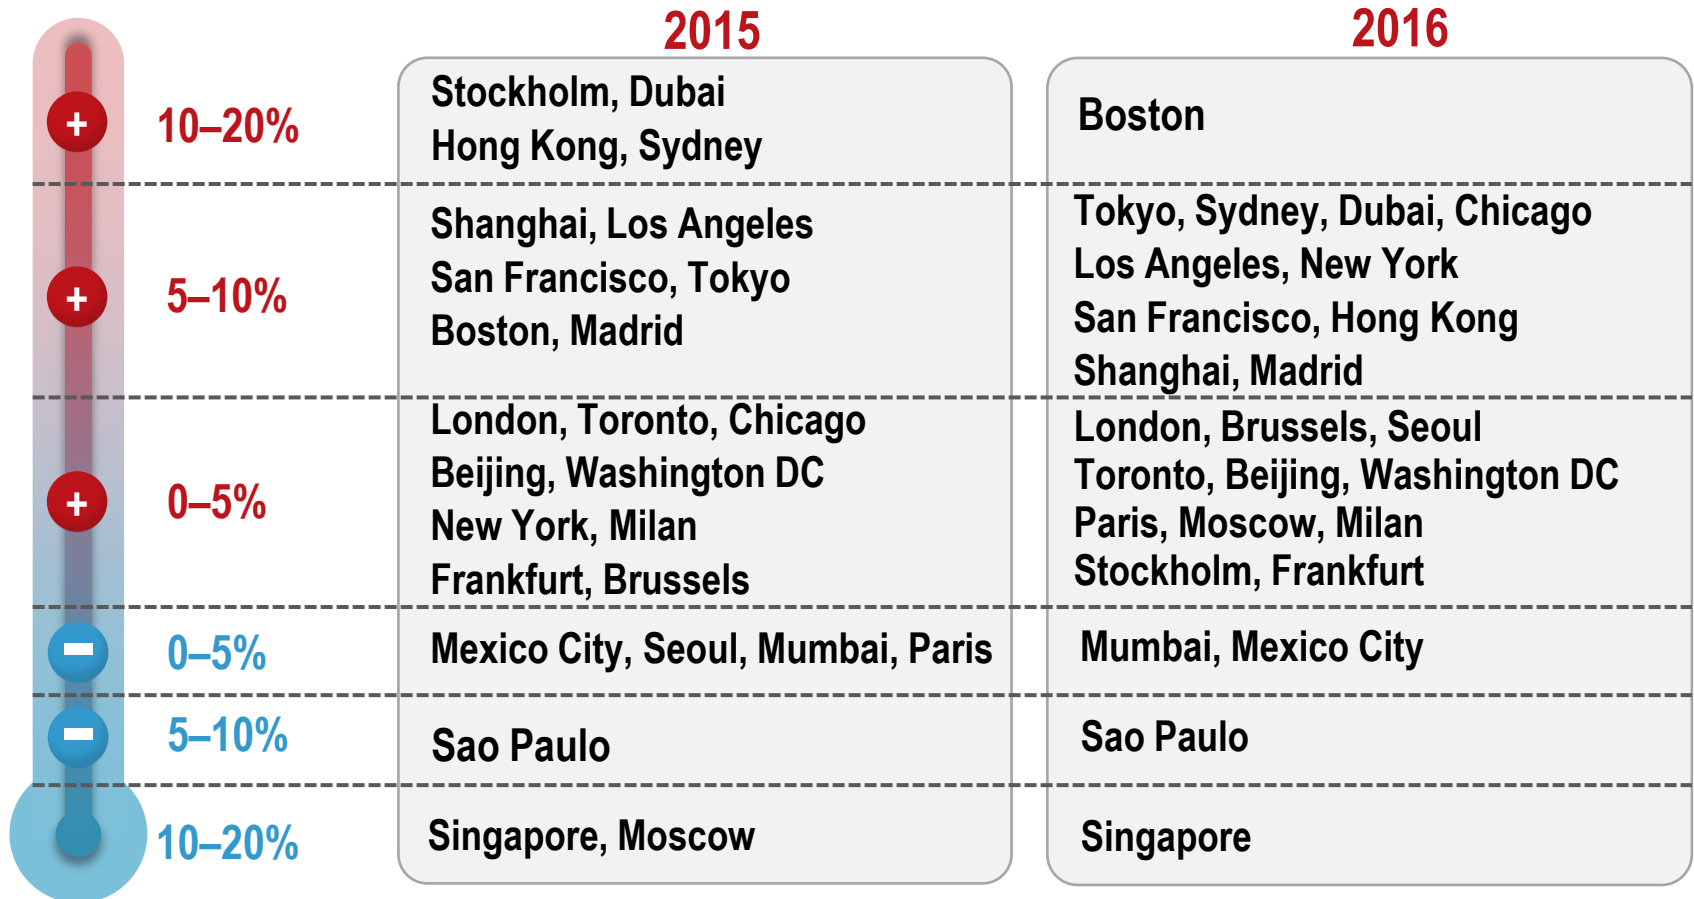 2015
2016
+
10–20%
Stockholm, Dubai
Hong Kong, Sydney
Boston
+
5–10%
Shanghai, Los Angeles
San Francisco, Tokyo
Boston, Madrid
Tokyo, Sydney, Dubai, Chicago
Los Angeles, New York
San Francisco, Hong Kong
Shanghai, Madrid
+
0–5%
London, Toronto, Chicago
Beijing, Washington DC
New York, Milan
Frankfurt, Brussels
London, Brussels, Seoul
Toronto, Beijing, Washington DC
Paris, Moscow, Milan
Stockholm, Frankfurt
–
0–5%
Mexico City, Seoul, Mumbai, Paris
Mumbai, Mexico City
–
5–10%
Sao Paulo
Sao Paulo
10–20%
Singapore, Moscow
Singapore